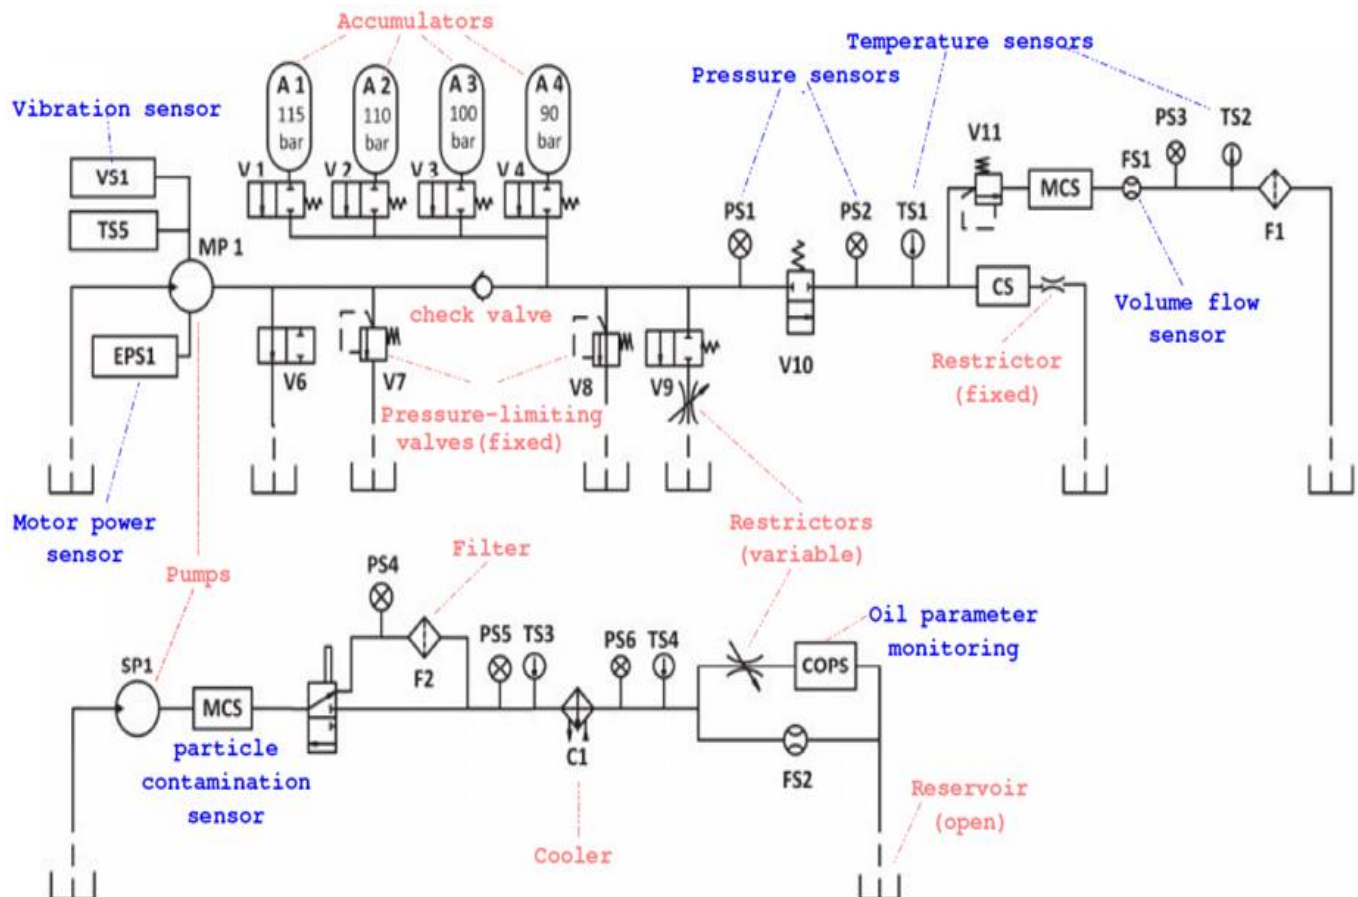 Accumulators
Temperature sensors
Pressure sensors
Vibration sensor
A 1
115
bar
A 2
110
bar
A 3
100
bar
A 4
90
bar
V 1
V 2
V 3
V 4
VS1
TS5
MP 1
EPS1
PS1
PS2
TS1
V11
MCS
FS1
PS3
TS2
F1
CS
check valve
V6
V7
V8
V9
V10
Volume flow
sensor
Restrictor
(fixed)
Pressure-limiting
valves(fixed)
Motor power
sensor
Pumps
Filter
Restrictors
(variable)
Oil parameter
monitoring
SP1
MCS
PS4
F2
PS5
TS3
PS6
TS4
COPS
particle
contamination
sensor
C1
FS2
Cooler
Reservoir
(open)